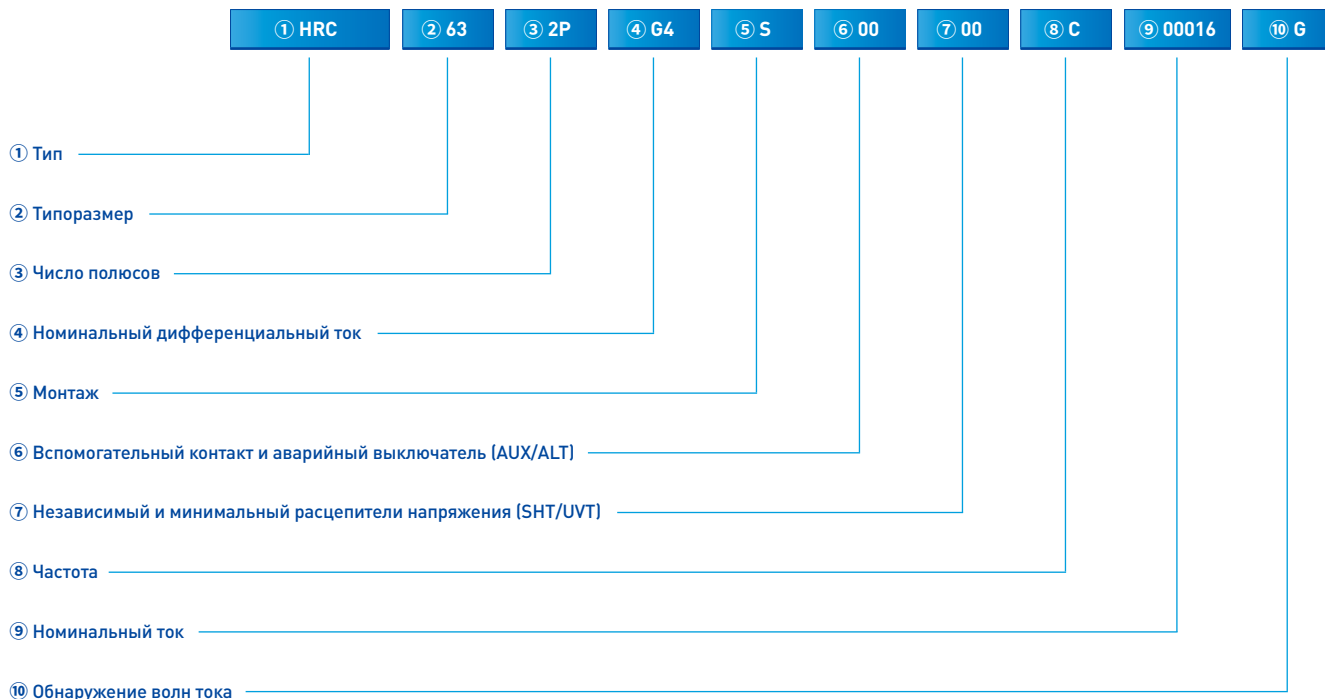 ① HRC ② 63 ③ 2P ④ G4 ⑤ S ⑥ 00 ⑦ 00 ⑧ C ⑨ 00016 ⑩ G
① Тип
② Типоразмер
③ Число полюсов
④ Номинальный дифференциальный ток
⑤ Монтаж
⑥ Вспомогательный контакт и аварийный выключатель (AUX/ALT)
⑦ Независимый и минимальный расцепители напряжения (SHT/UVT)
⑧ Частота
⑨ Номинальный ток
⑩ Обнаружение волн тока